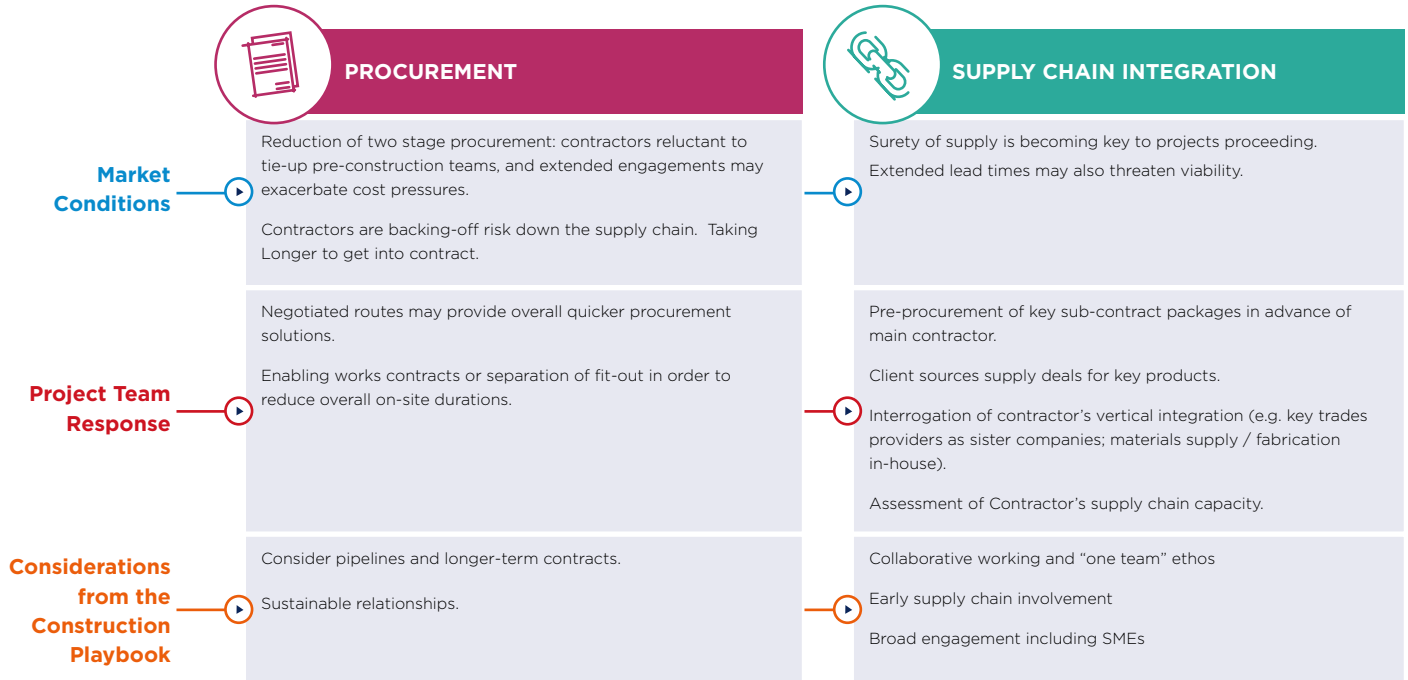 PROCUREMENT
SUPPLY CHAIN INTEGRATION
Market
Conditions
Reduction of two stage procurement: contractors reluctant to
tie-up pre-construction teams, and extended engagements may
exacerbate cost pressures.
Contractors are backing-off risk down the supply chain.  Taking
Longer to get into contract.
Surety of supply is becoming key to projects proceeding.
Extended lead times may also threaten viability.
Project Team
Response
Negotiated routes may provide overall quicker procurement
solutions.
Enabling works contracts or separation of fit-out in order to
reduce overall on-site durations.
Pre-procurement of key sub-contract packages in advance of
main contractor.
Client sources supply deals for key products.
Interrogation of contractor’s vertical integration (e.g. key trades
providers as sister companies; materials supply / fabrication
in-house).
Assessment of Contractor’s supply chain capacity.
Considerations
from the
Construction
Playbook
Consider pipelines and longer-term contracts.
Sustainable relationships.
Collaborative working and “one team” ethos
Early supply chain involvement
Broad engagement including SMEs